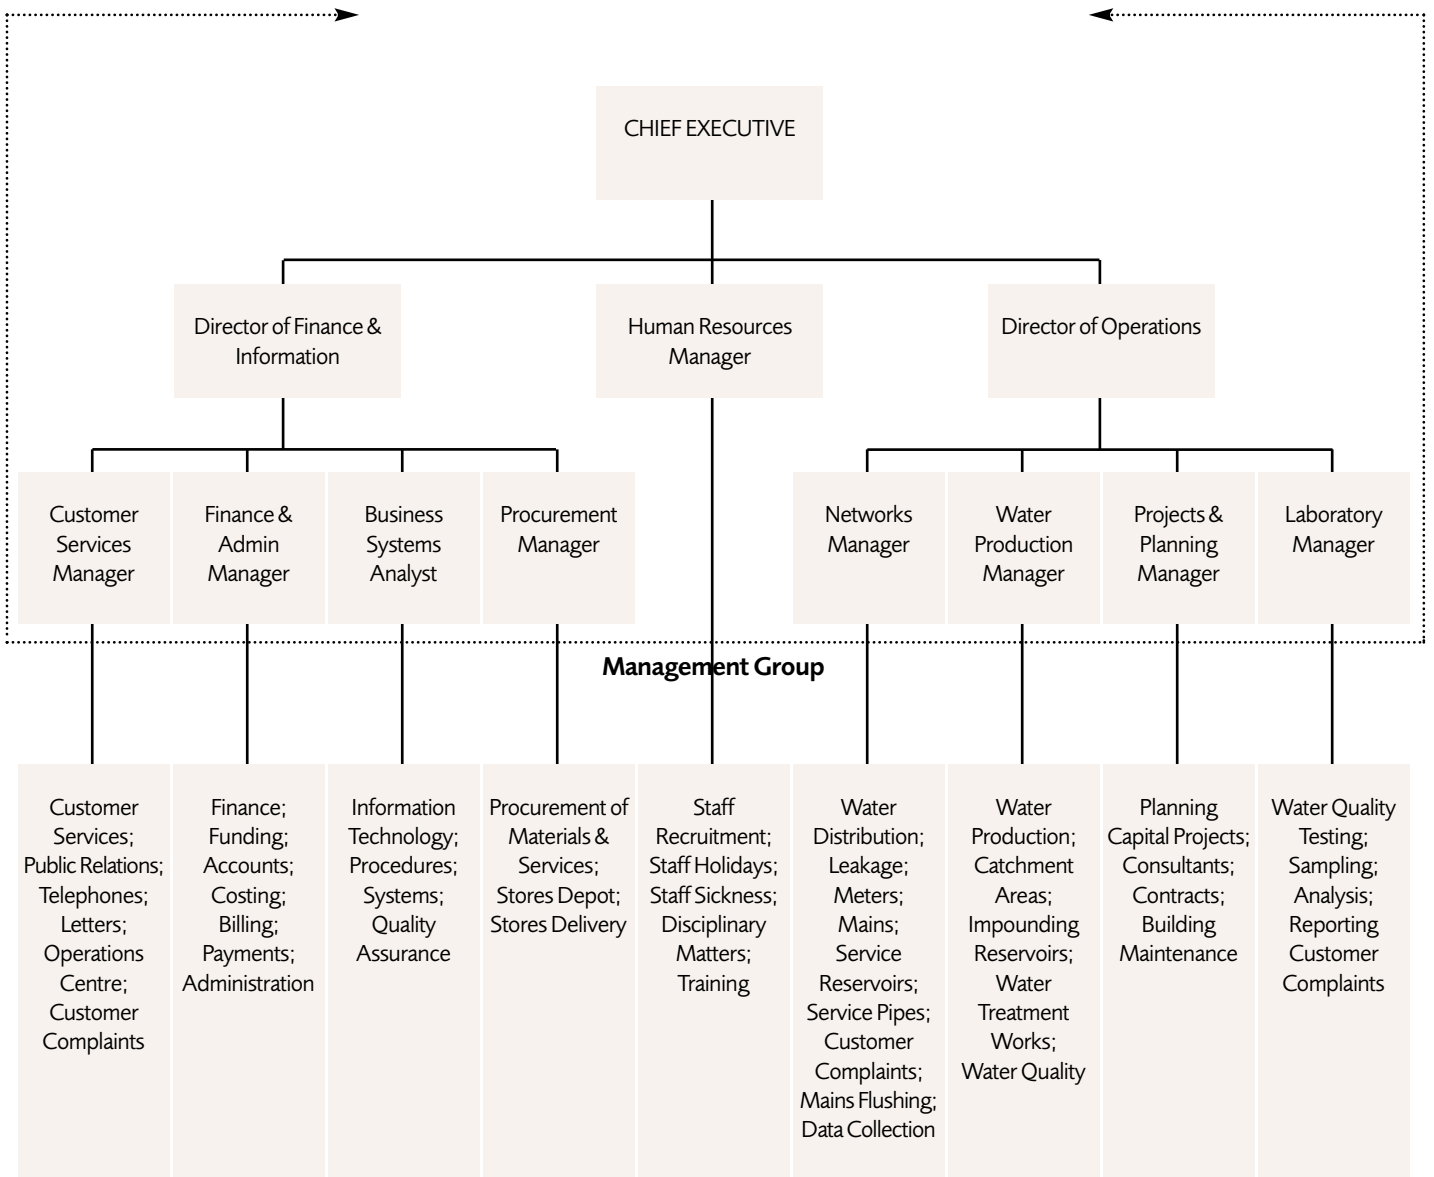 CHIEF EXECUTIVE
Director of Finance &
Information
Human Resources
Manager
Director of Operations
Customer
Services
Manager
Finance &
Admin
Manager
Business
Systems
Analyst
Procurement
Manager
Networks
Manager
Water
Production
Manager
Projects &
Planning
Manager
Laboratory
Manager
Management Group
Customer
Services;
Public Relations;
Telephones;
Letters;
Operations
Centre;
Customer
Complaints
Finance;
Funding;
Accounts;
Costing;
Billing;
Payments;
Administration
Information
Technology;
Procedures;
Systems;
Quality
Assurance
Procurement of
Materials &
Services;
Stores Depot;
Stores Delivery
Staff
Recruitment;
Staff Holidays;
Staff Sickness;
Disciplinary
Matters;
Training
Water
Distribution;
Leakage;
Meters;
Mains;
Service
Reservoirs;
Service Pipes;
Customer
Complaints;
Mains Flushing;
Data Collection
Water
Production;
Catchment
Areas;
Impounding
Reservoirs;
Water
Treatment
Works;
Water Quality
Planning
Capital Projects;
Consultants;
Contracts;
Building
Maintenance
Water Quality
Testing;
Sampling;
Analysis;
Reporting
Customer
Complaints